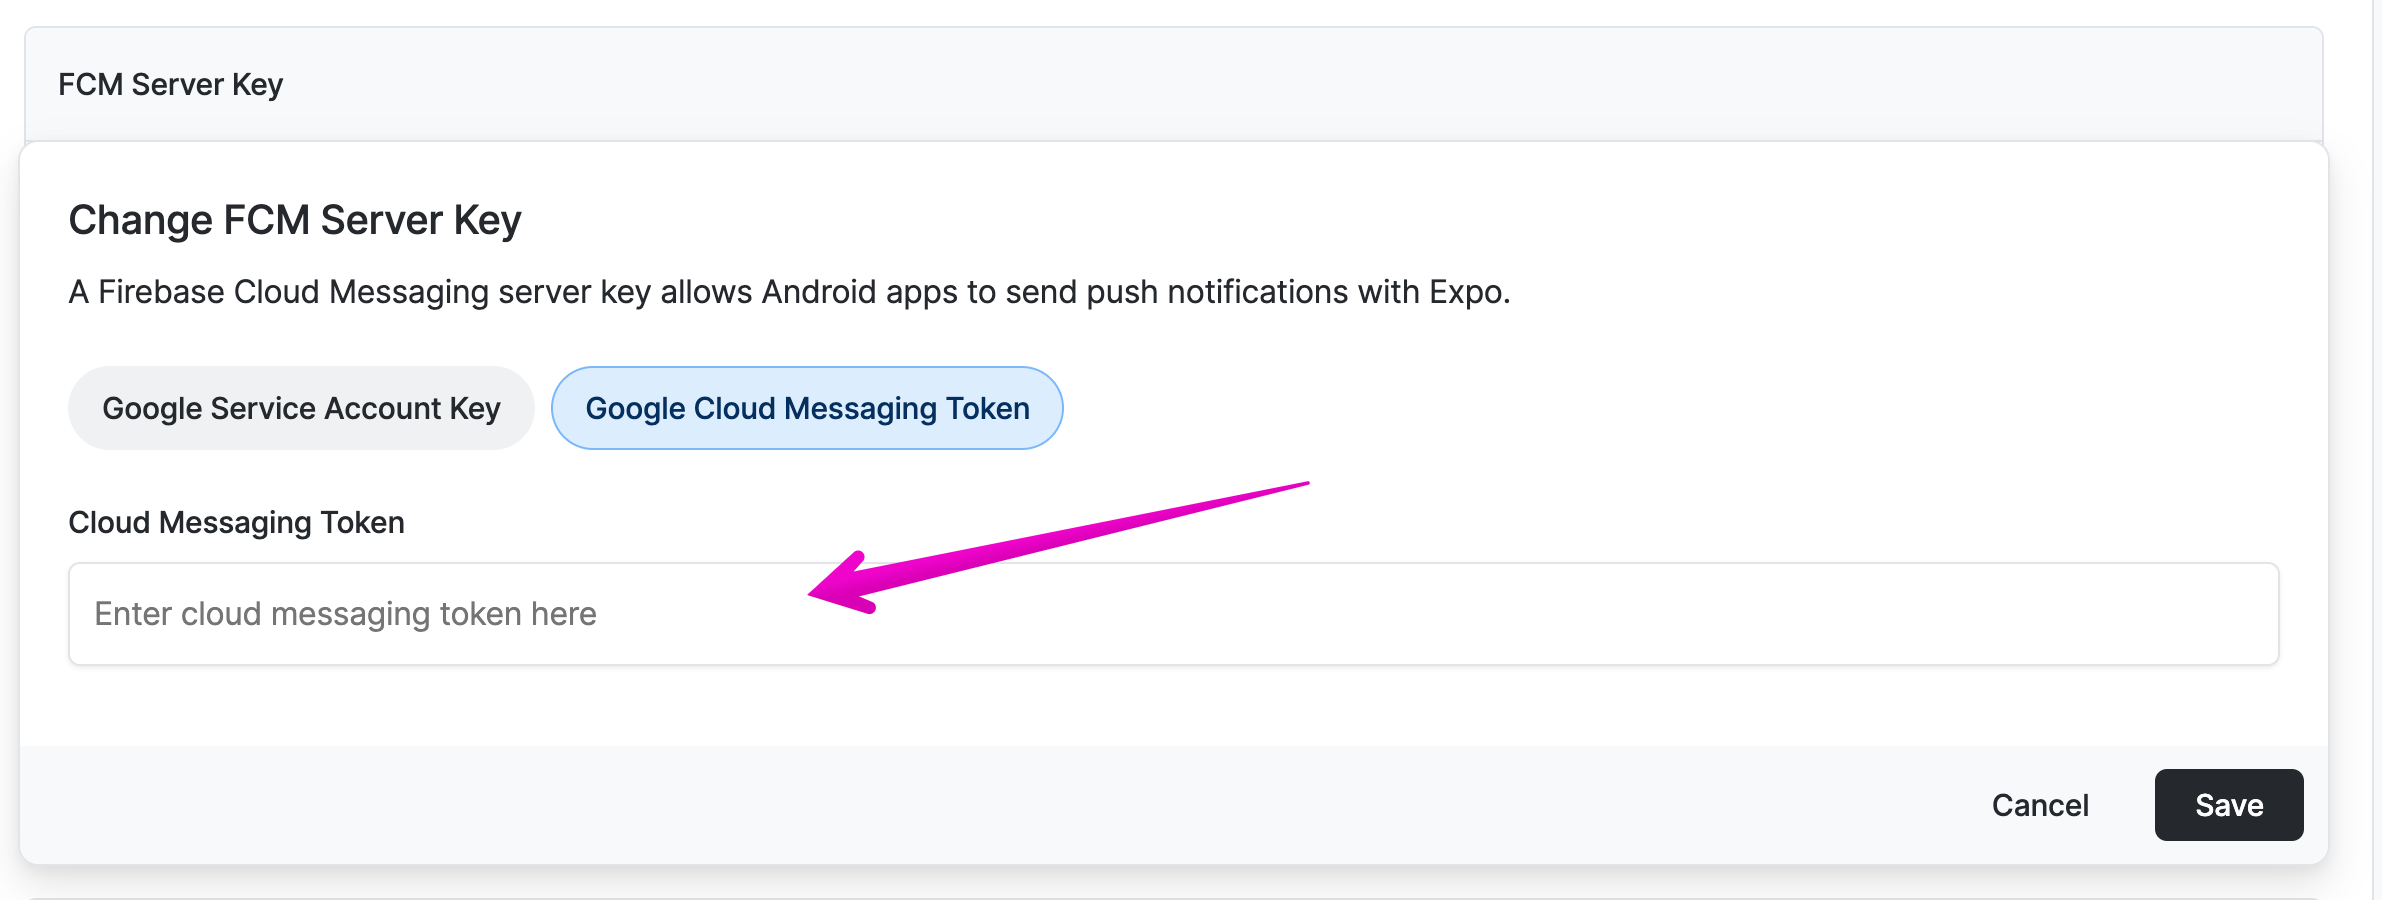 FCM Server Key
Change FCM Server Key
A Firebase Cloud Messaging server key allows Android apps to send push notifications with Expo.
Google Service Account Key
Google Cloud Messaging Token
Cloud Messaging Token
Enter cloud messaging token here
Cancel
Save